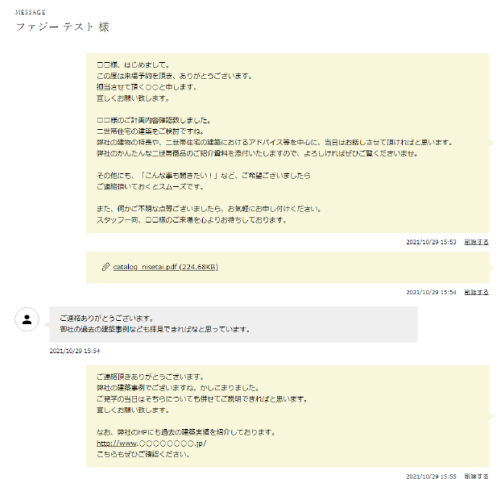 MESSAGE
ファジー テスト 様
□□様、はじめまして。
この度は来場予約を頂き、ありがとうございます。
担当させて頂く〇〇と申します。
宜しくお願い致します。
□□様のご計画内容確認致しました。
二世帯住宅の建築をご検討ですね。
弊社の建物の特長や、二世帯住宅の建築におけるアドバイス等を中心に、当日はお話しさせて頂ければと思います。
弊社のかんたんな二世帯商品のご紹介資料を添付いたしますので、よろしければぜひご覧くださいませ。
その他にも、「こんな事も聞きたい！」など、ご希望ございましたら
ご連絡頂いておくとスムーズです。
また、何かご不明な点等ございましたら、お気軽にお申し付けください。
スタッフ一同、□□様のご来場を心よりお待ちしております。
2021/10/29 15:53 削除する
catalog_nisetai.pdf (224.68KB)
2021/10/29 15:54 削除する
ご連絡ありがとうございます。
御社の過去の建築事例なども拝見できればなと思っています。
2021/10/29 15:54
ご連絡頂きありがとうございます。
弊社の建築事例でございますね。かしこまりました。
ご見学の当日はそちらについても併せてご説明できればと思います。
宜しくお願い致します。
なお、弊社のHPにも過去の建築実績を紹介しております。
http://www.〇〇〇〇〇〇〇〇.jp/
こちらもぜひご確認ください。
2021/10/29 15:55 削除する